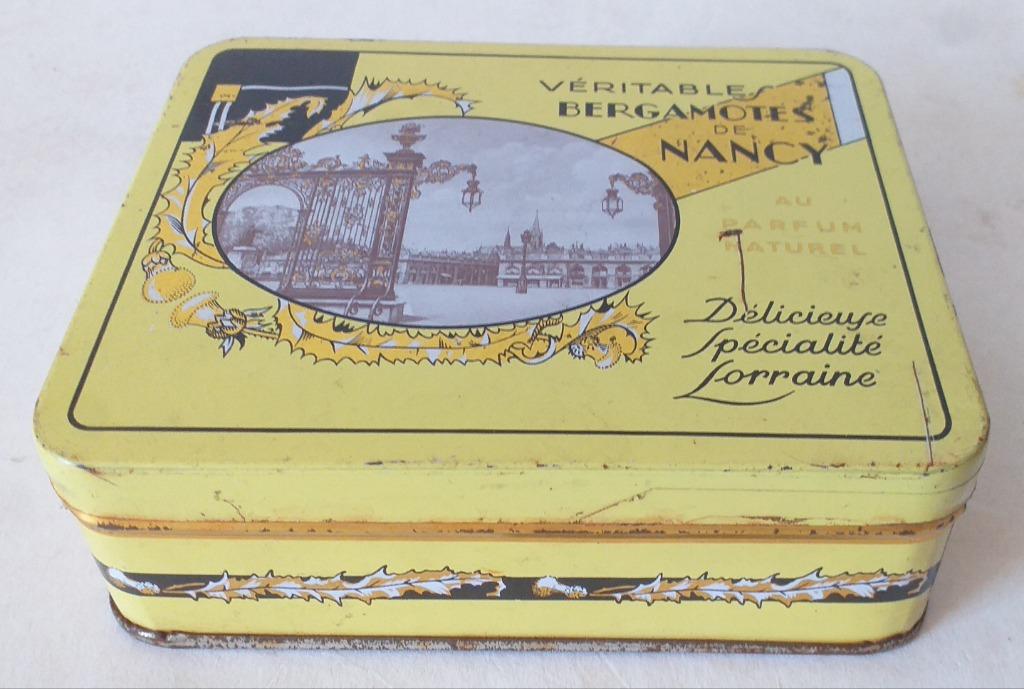 VÉRITABLES
BERGAMOTES
DE
NANCY
AU
PARFUM
NATUREL
Délicieuse
Spécialité
Lorraine